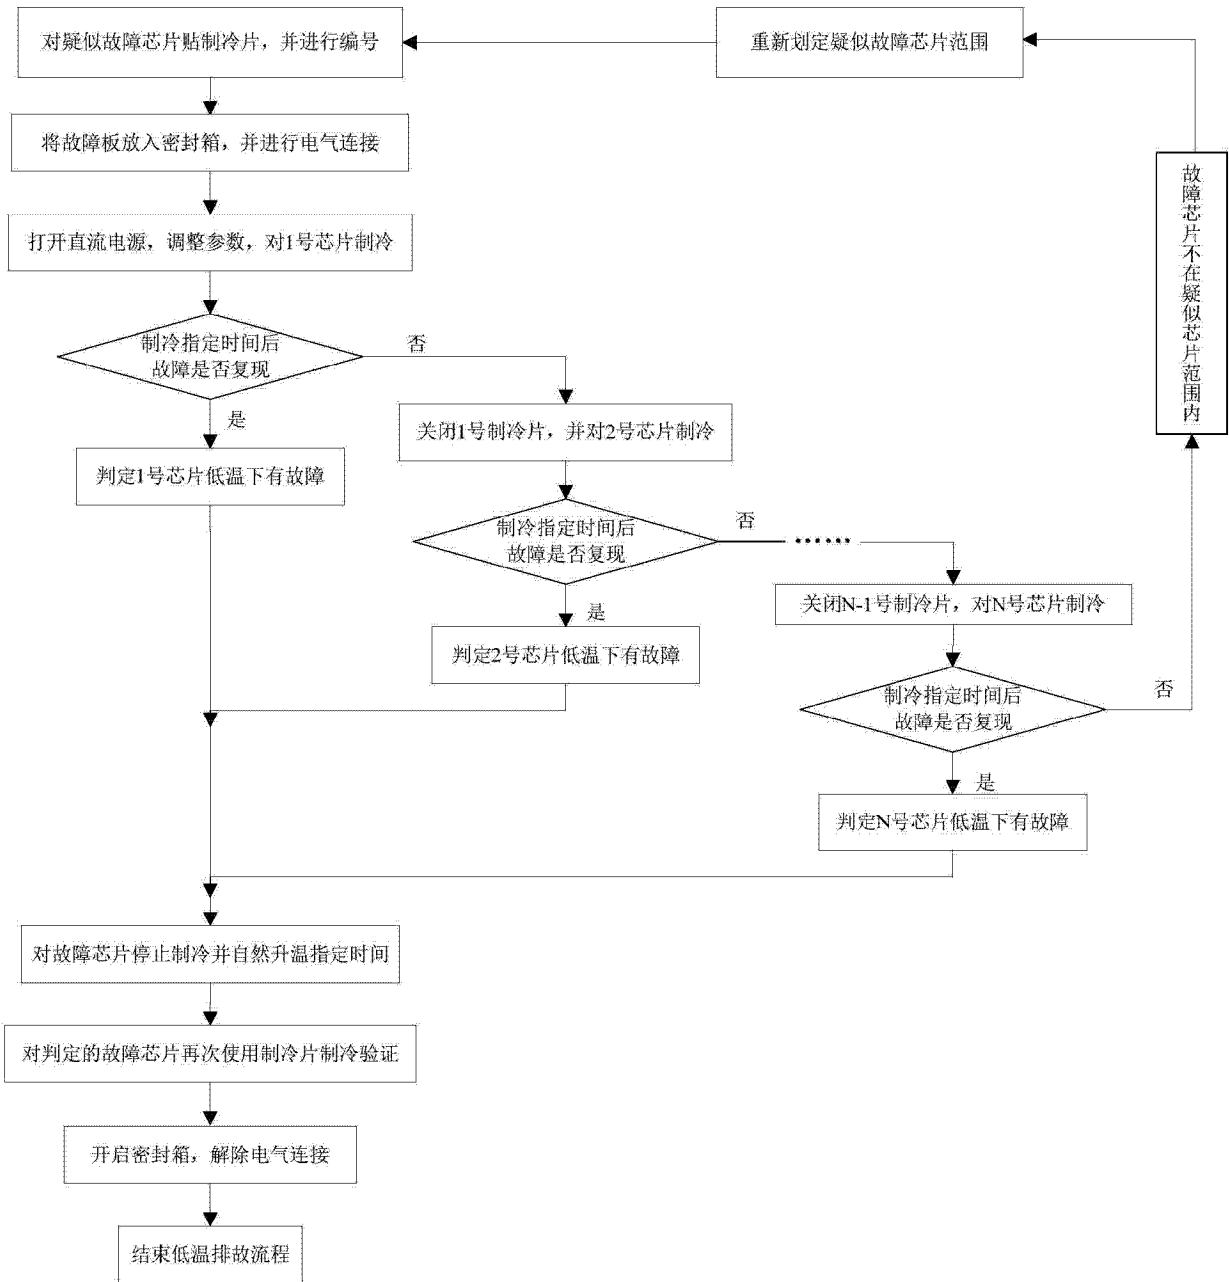 对疑似故障芯片贴制冷片，并进行编号
重新划定疑似故障芯片范围
将故障板放入密封箱，并进行电气连接
故障芯片不在疑似芯片范围内
打开直流电源，调整参数，对1号芯片制冷
制冷指定时间后
故障是否复现
否
是
关闭1号制冷片，并对2号芯片制冷
判定1号芯片低温下有故障
制冷指定时间后
故障是否复现
否
······
关闭N-1号制冷片，对N号芯片制冷
是
判定2号芯片低温下有故障
制冷指定时间后
故障是否复现
否
是
判定N号芯片低温下有故障
对故障芯片停止制冷并自然升温指定时间
对判定的故障芯片再次使用制冷片制冷验证
开启密封箱，解除电气连接
结束低温排故流程